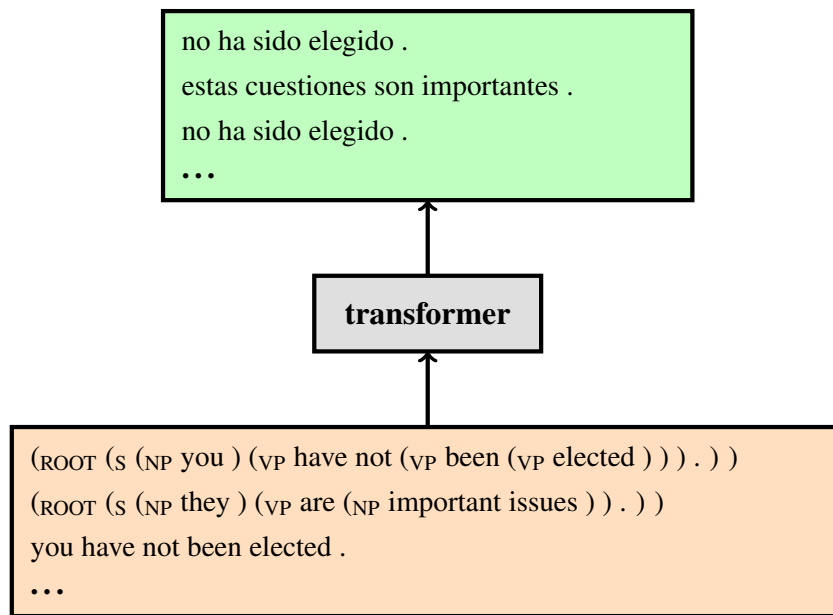 no ha sido elegido .
estas cuestiones son importantes .
no ha sido elegido .
...
transformer
(ROOT (S (NP you ) (VP have not (VP been (VP elected ) ) ) . ) )
(ROOT (S (NP they ) (VP are (NP important issues ) ) . ) )
you have not been elected .
...